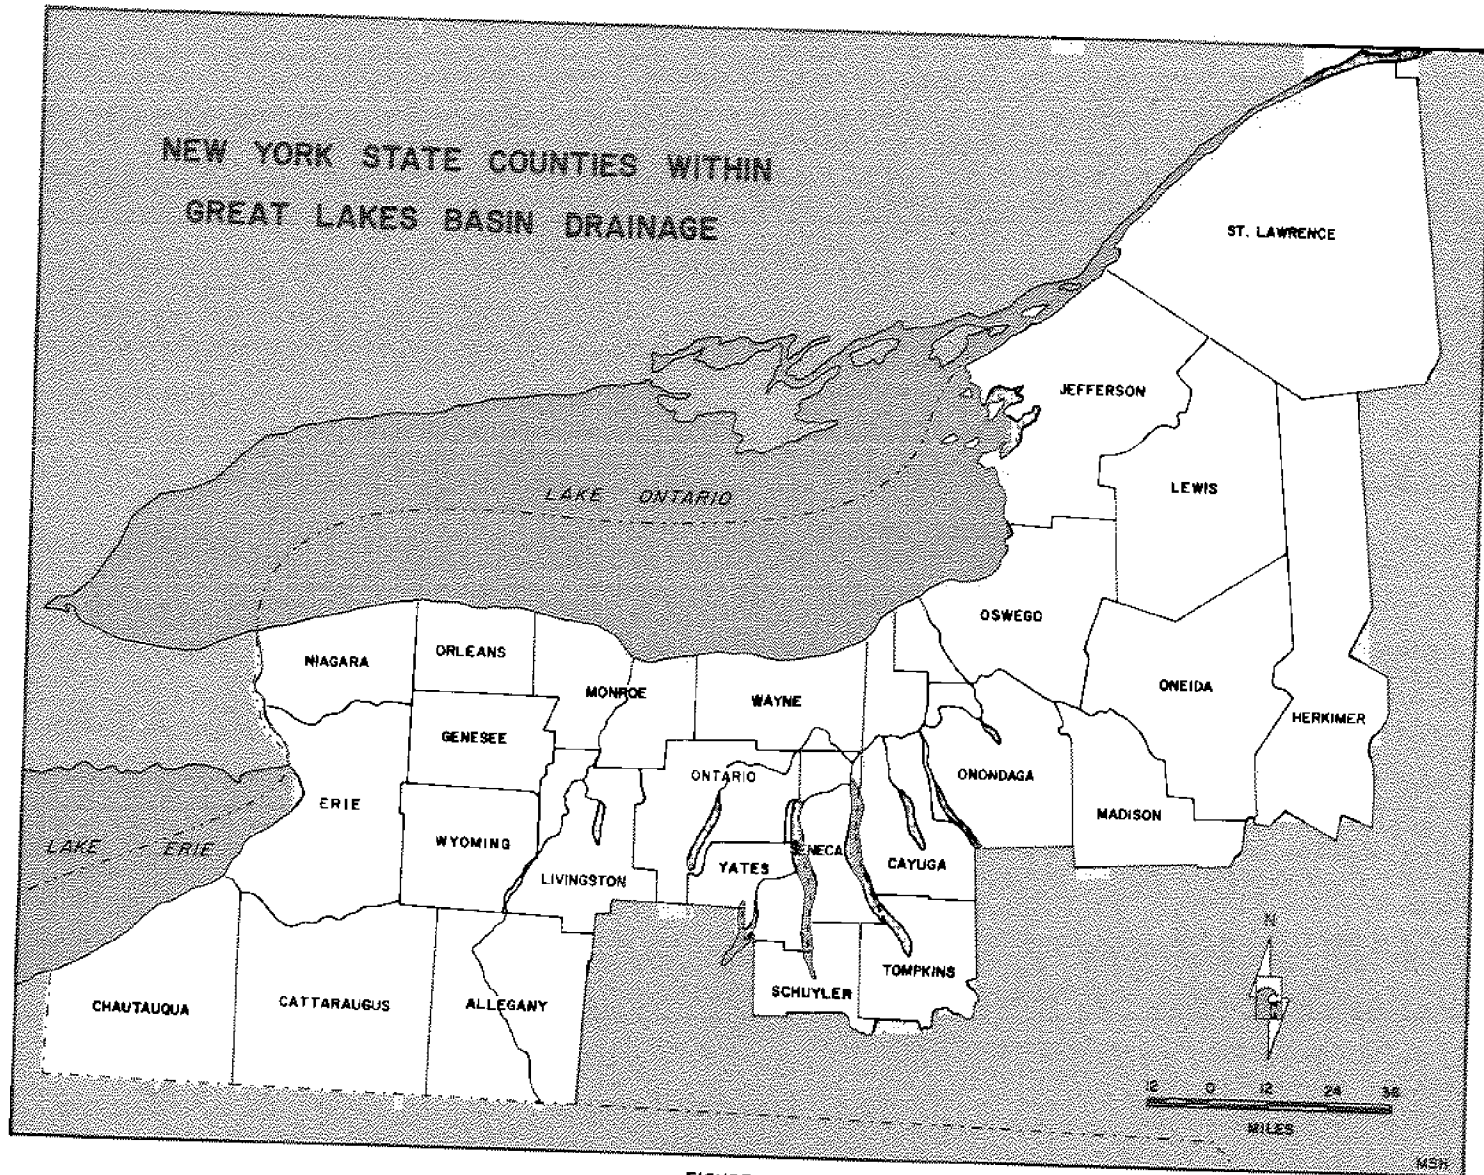 NEW YORK STATE COUNTIES WITHIN
GREAT LAKES BASIN DRAINAGE
ST. LAWRENCE
JEFFERSON
LEWIS
LAKE ONTARIO
OSWEGO
NIAGARA
ORLEANS
MONROE
WAYNE
ONEIDA
HERKIMER
GENESEE
ONTARIO
ONONDAGA
ERIE
MADISON
LAKE ERIE
WYOMING
SENECA
CAYUGA
YATES
LIVINGSTON
TOMPKINS
SCHUYLER
CHAUTAUQUA
CATTARAUGUS
ALLEGANY
N
12 0 12 24 36
MILES
MSH